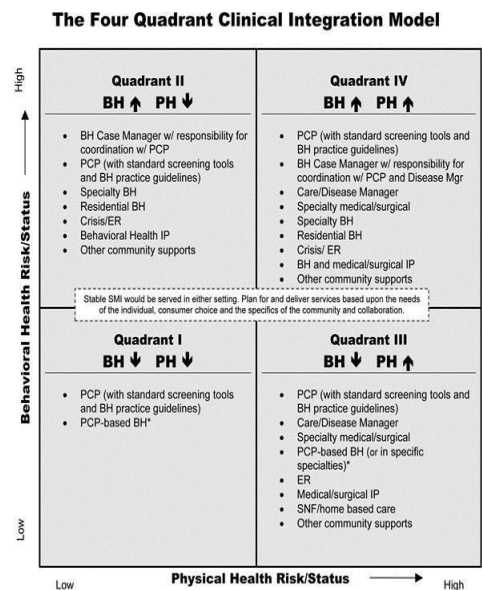 The Four Quadrant Clinical Integration Model
High
Behavioral Health Risk/Status
Low
Quadrant II
BH PH
• BH Case Manager w/ responsibility for
coordination w/ PCP
• PCP (with standard screening tools
and BH practice guidelines)
• Specialty BH
• Residential BH
• Crisis/ER
• Behavioral Health IP
• Other community supports
Quadrant IV
BH PH
• PCP (with standard screening tools and
BH practice guidelines)
• BH Case Manager w/ responsibility for
coordination w/ PCP and Disease Mgr
• Care/Disease Manager
• Specialty medical/surgical
• Specialty BH
• Residential BH
• Crisis/ ER
• BH and medical/surgical IP
• Other community supports
Stable SMI would be served in either setting. Plan for and deliver services based upon the needs
of the individual, consumer choice and the specifics of the community and collaboration.
Quadrant I
BH PH
• PCP (with standard screening tools
and BH practice guidelines)
• PCP-based BH*
Quadrant III
BH PH
• PCP (with standard screening tools and
BH practice guidelines)
• Care/Disease Manager
• Specialty medical/surgical
• PCP-based BH (or in specific
specialties)*
• ER
• Medical/surgical IP
• SNF/home based care
• Other community supports
Low
Physical Health Risk/Status
High